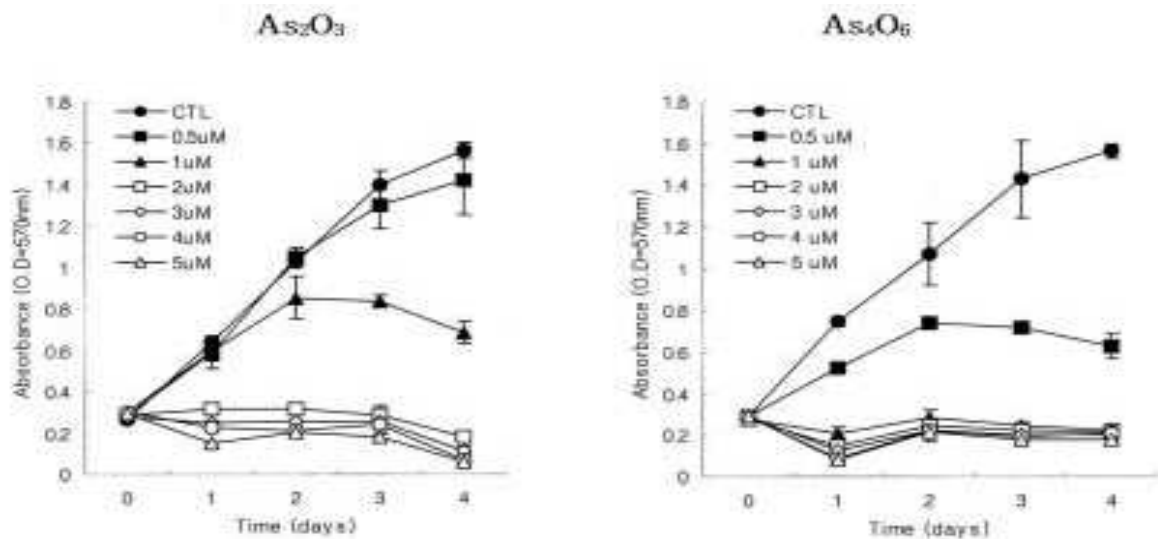 As₂O₃
Absorbance (O.D=570nm)
1.8
1.6
1.4
1.2
1
0.8
0.6
0.4
0.2
0
CTL
0.5uM
1uM
2uM
3uM
4uM
5uM
0 1 2 3 4
Time (days)
As₄O₆
Absorbance (O.D=570nm)
1.8
1.6
1.4
1.2
1
0.8
0.6
0.4
0.2
0
CTL
0.5 uM
1 uM
2 uM
3 uM
4 uM
5 uM
0 1 2 3 4
Time (days)